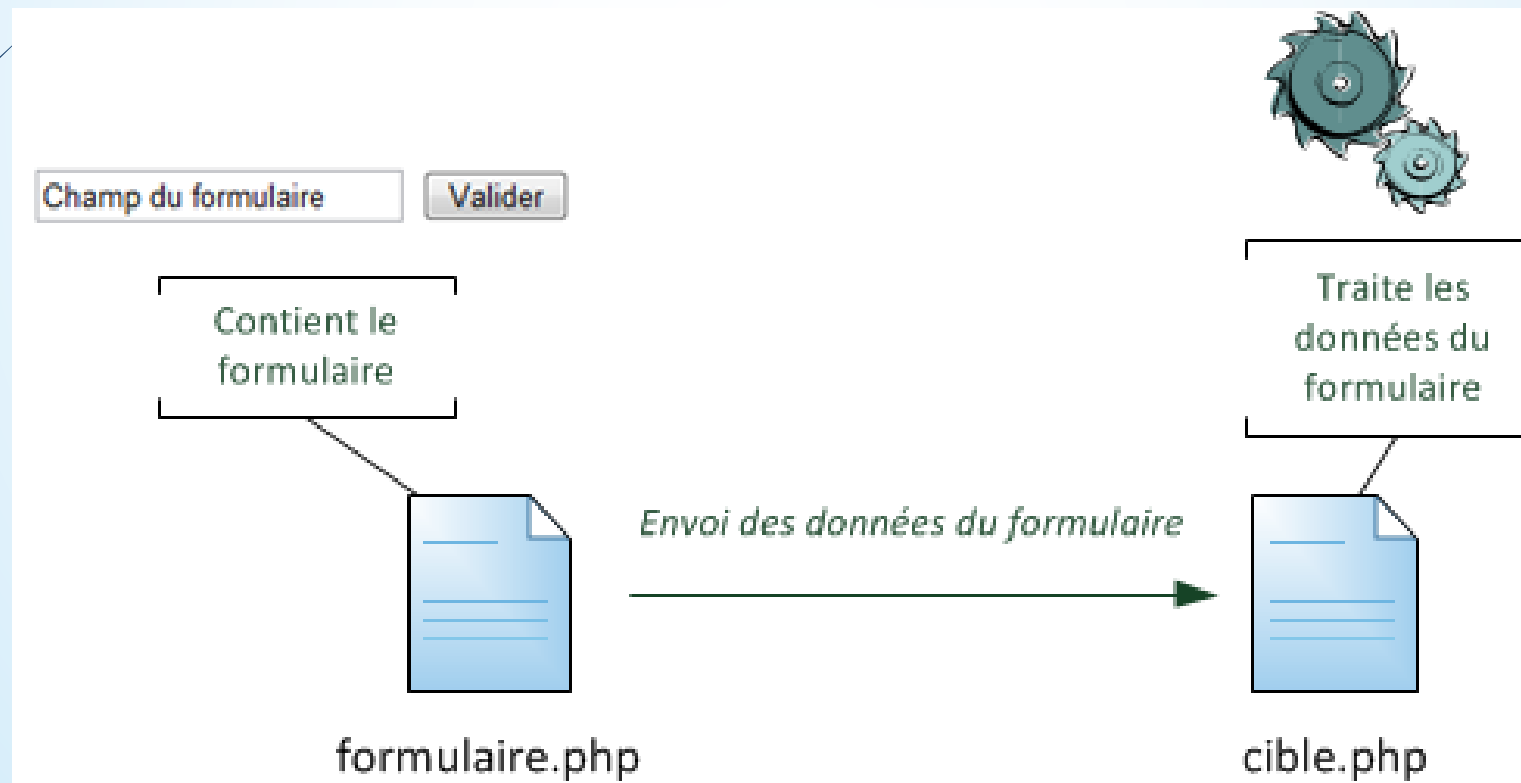 Champ du formulaire
Valider
Contient le
formulaire
Traite les
données du
formulaire
Envoi des données du formulaire
formulaire.php
cible.php